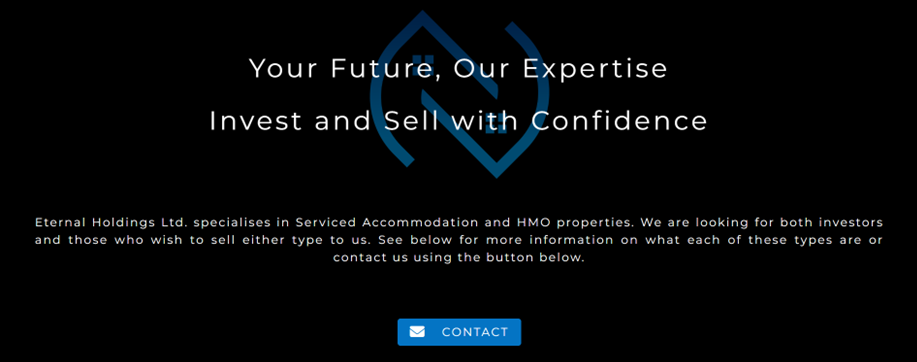 Your Future, Our Expertise
Invest and Sell with Confidence
Eternal Holdings Ltd. specialises in Serviced Accommodation and HMO properties. We are looking for both investors
and those who wish to sell either type to us. See below for more information on what each of these types are or
contact us using the button below.
CONTACT